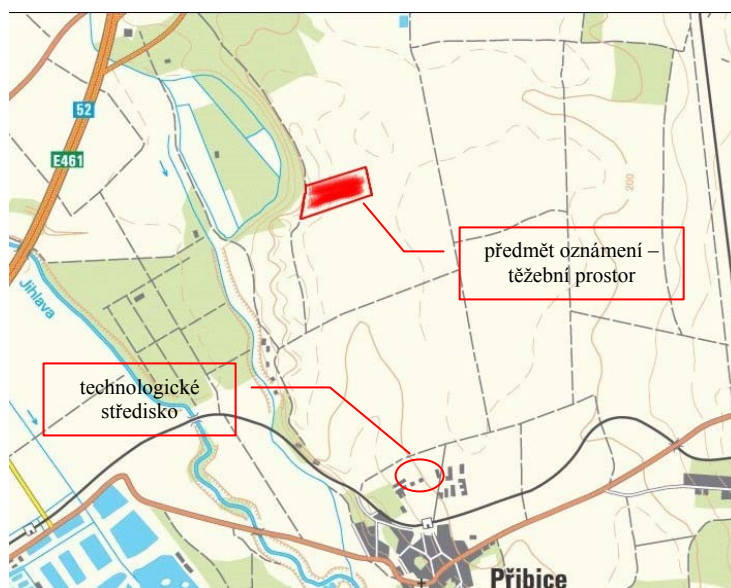 52
E461
200
předmět oznámení –
těžební prostor
Jihlava
technologické
středisko
Přibice